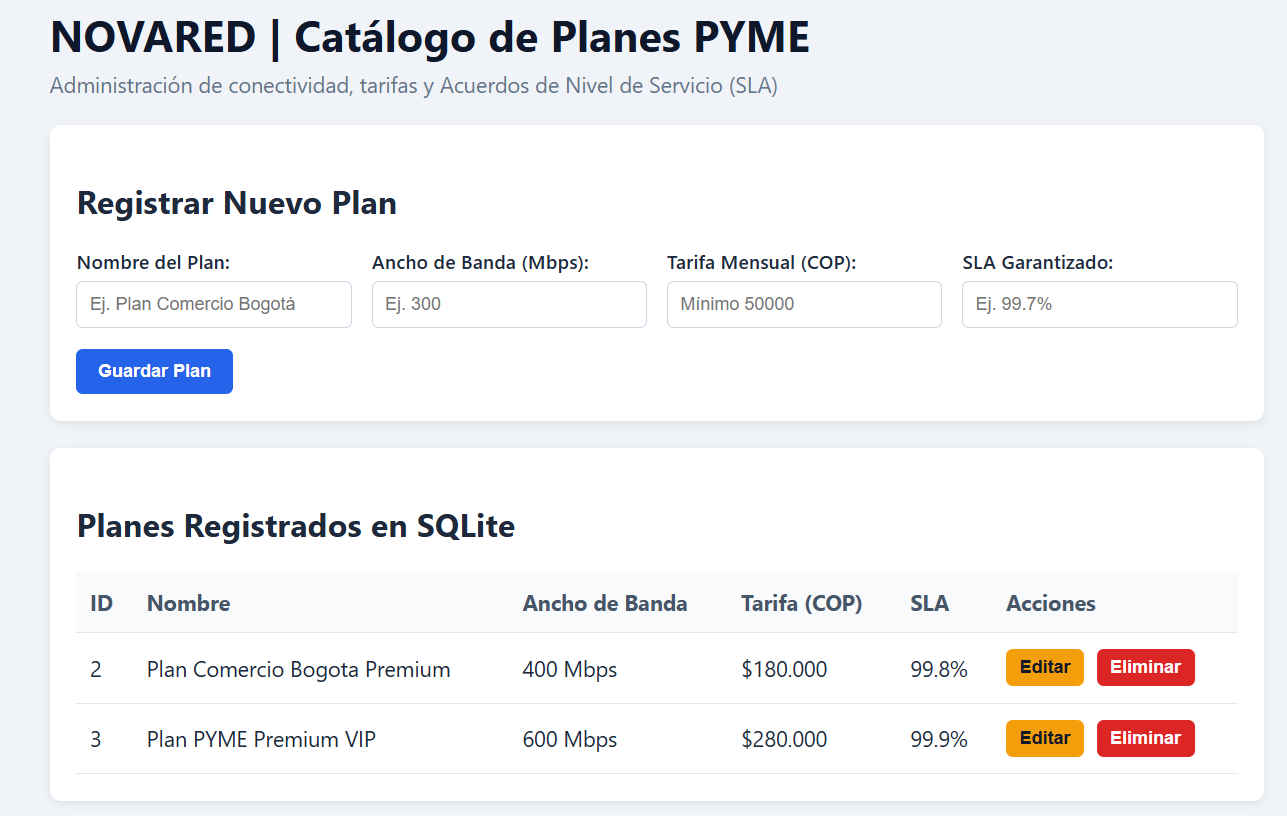 NOVARED | Catálogo de Planes PYME
Administración de conectividad, tarifas y Acuerdos de Nivel de Servicio (SLA)
Registrar Nuevo Plan
Nombre del Plan: Ancho de Banda (Mbps): Tarifa Mensual (COP): SLA Garantizado:
Ej. Plan Comercio Bogotá Ej. 300 Mínimo 50000 Ej. 99.7%
Guardar Plan
Planes Registrados en SQLite
ID Nombre Ancho de Banda Tarifa (COP) SLA Acciones
2 Plan Comercio Bogota Premium 400 Mbps $180.000 99.8% Editar Eliminar
3 Plan PYME Premium VIP 600 Mbps $280.000 99.9% Editar Eliminar